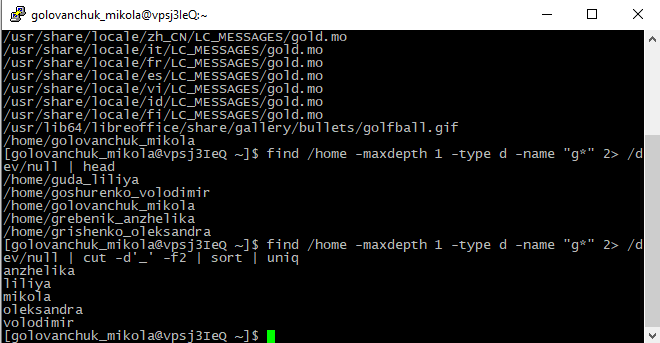 golovanchuk_mikola@vpsj3leQ:~
/usr/share/locale/zh_CN/LC_MESSAGES/gold.mo
/usr/share/locale/it/LC_MESSAGES/gold.mo
/usr/share/locale/fr/LC_MESSAGES/gold.mo
/usr/share/locale/es/LC_MESSAGES/gold.mo
/usr/share/locale/vi/LC_MESSAGES/gold.mo
/usr/share/locale/id/LC_MESSAGES/gold.mo
/usr/share/locale/fi/LC_MESSAGES/gold.mo
/usr/lib64/libreoffice/share/gallery/bullets/golfball.gif
/home/golovanchuk_mikola
[golovanchuk_mikola@vpsj3IeQ ~]$ find /home -maxdepth 1 -type d -name "g*" 2> /d
ev/null | head
/home/guda_liliya
/home/goshurenko_volodimir
/home/golovanchuk_mikola
/home/grebenik_anzhelika
/home/grishenko_oleksandra
[golovanchuk_mikola@vpsj3IeQ ~]$ find /home -maxdepth 1 -type d -name "g*" 2> /d
ev/null | cut -d'_' -f2 | sort | uniq
anzhelika
liliya
mikola
oleksandra
volodimir
[golovanchuk_mikola@vpsj3IeQ ~]$